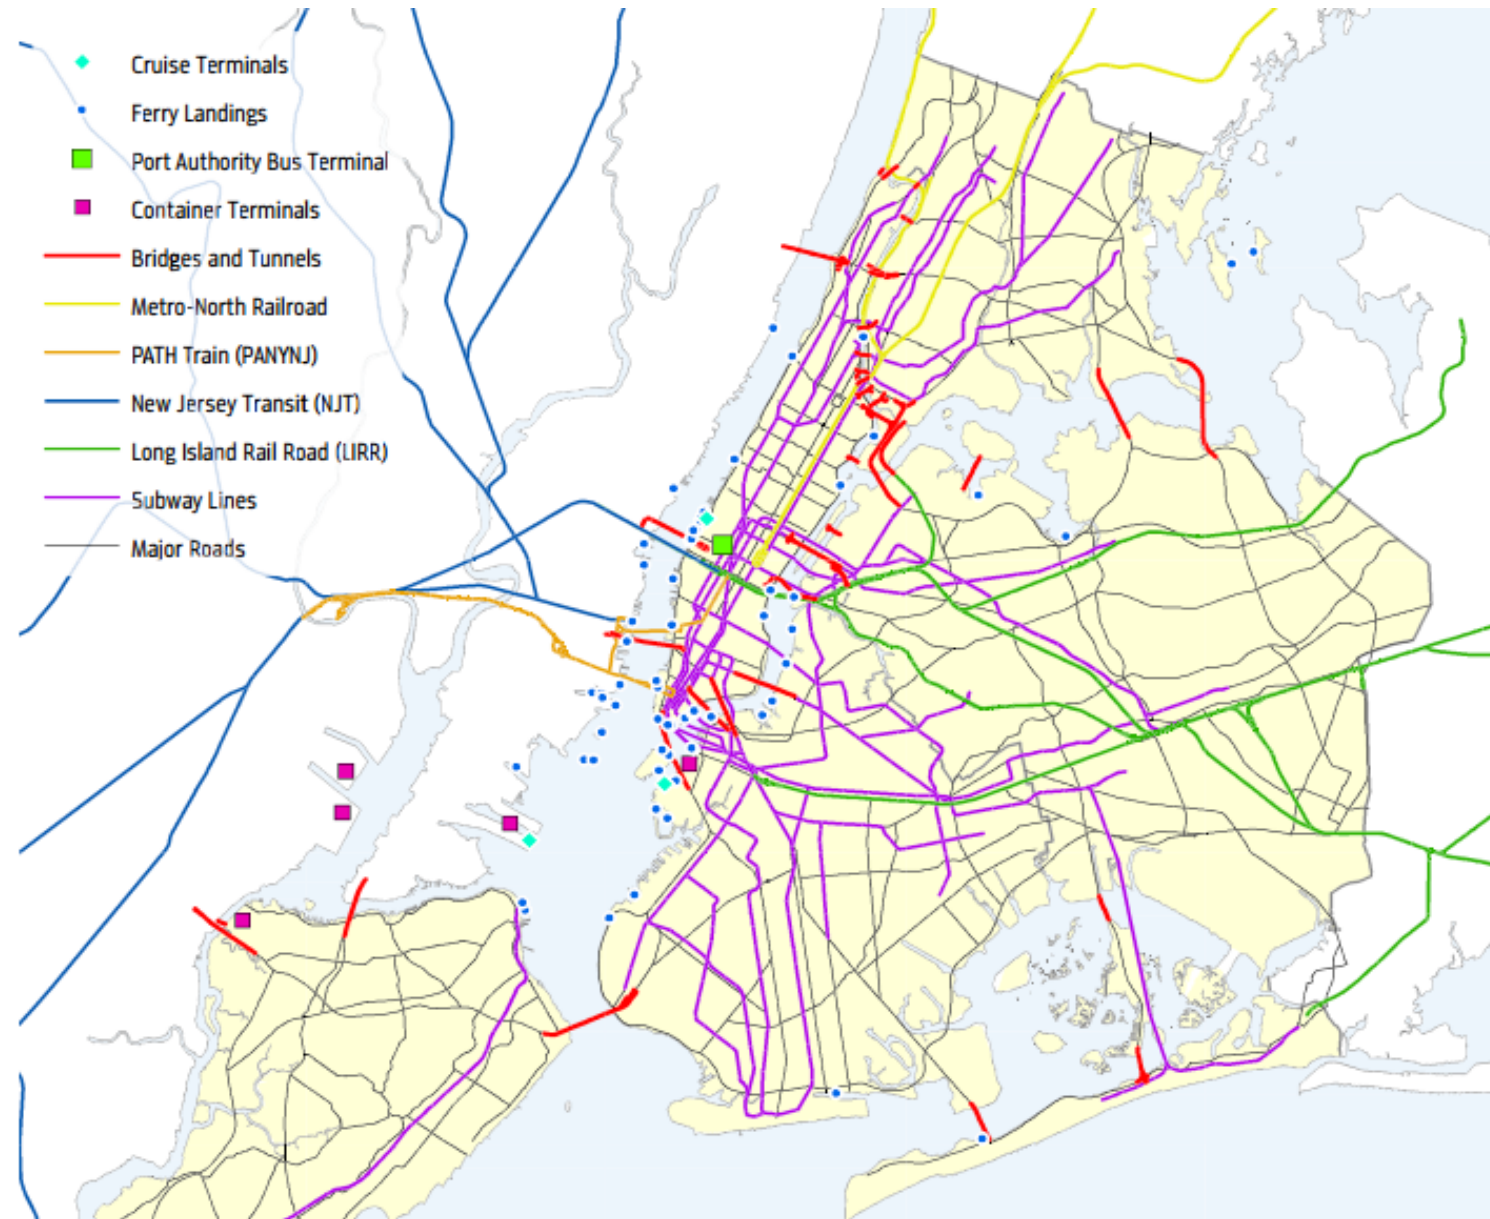 Cruise Terminals
Ferry Landings
Port Authority Bus Terminal
Container Terminals
Bridges and Tunnels
Metro-North Railroad
PATH Train (PANYNJ)
New Jersey Transit (NJT)
Long Island Rail Road (LIRR)
Subway Lines
Major Roads